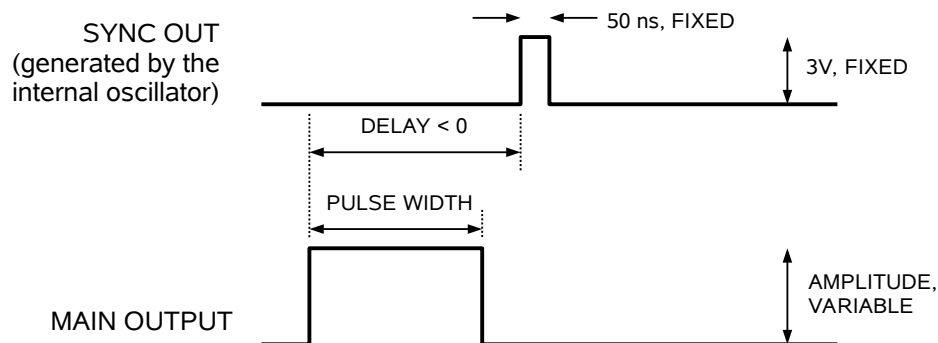 50 ns, FIXED
SYNC OUT
(generated by the
internal oscillator)
3V, FIXED
DELAY < 0
PULSE WIDTH
AMPLITUDE,
VARIABLE
MAIN OUTPUT